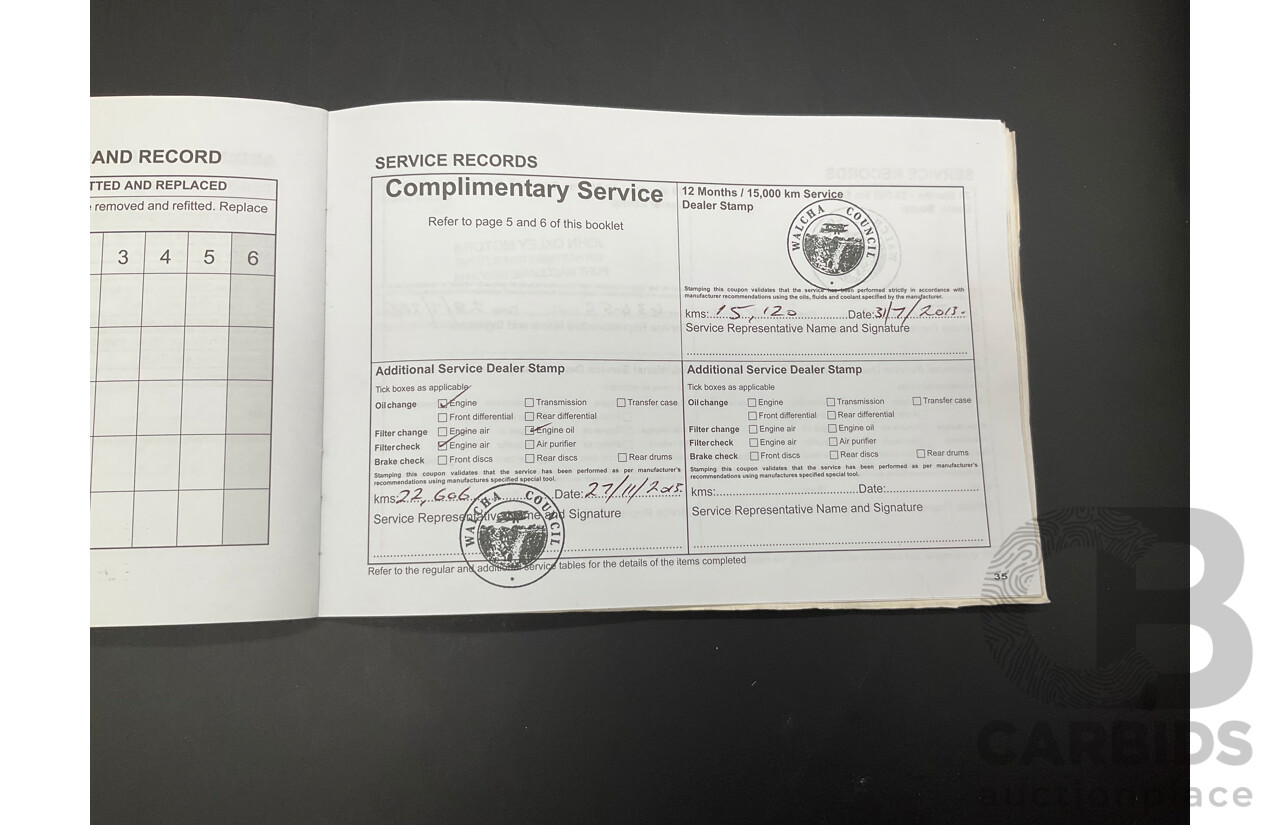 AND RECORD
TTED AND REPLACED
removed and refitted. Replace
3 4 5 6
SERVICE RECORDS
Complimentary Service
Refer to page 5 and 6 of this booklet
12 Months / 15,000 km Service
Dealer Stamp
WALCHA COUNCIL
Stamping this coupon validates that the service has been performed strictly in accordance with
manufacturer recommendations using the oils, fluids and coolant specified by the manufacturer.
kms: 15,120 Date: 31/7/2013.
Service Representative Name and Signature
Additional Service Dealer Stamp
Tick boxes as applicable
Oil change Engine Transmission Transfer case
Front differential Rear differential
Filter change Engine air Engine oil
Filter check Engine air Air purifier
Brake check Front discs Rear discs Rear drums
Stamping this coupon validates that the service has been performed as per manufacturer's
recommendations using manufactures specified special tool.
kms: 22,606 Date: 27/11/2013.
Service Representative Name and Signature
WALCHA COUNCIL
Additional Service Dealer Stamp
Tick boxes as applicable
Oil change Engine Transmission Transfer case
Front differential Rear differential
Filter change Engine air Engine oil
Filter check Engine air Air purifier
Brake check Front discs Rear discs Rear drums
Stamping this coupon validates that the service has been performed as per manufacturer's
recommendations using manufactures specified special tool.
kms: Date:
Service Representative Name and Signature
Refer to the regular and additional service tables for the details of the items completed
35
CB
CARBIDS
auctionplace